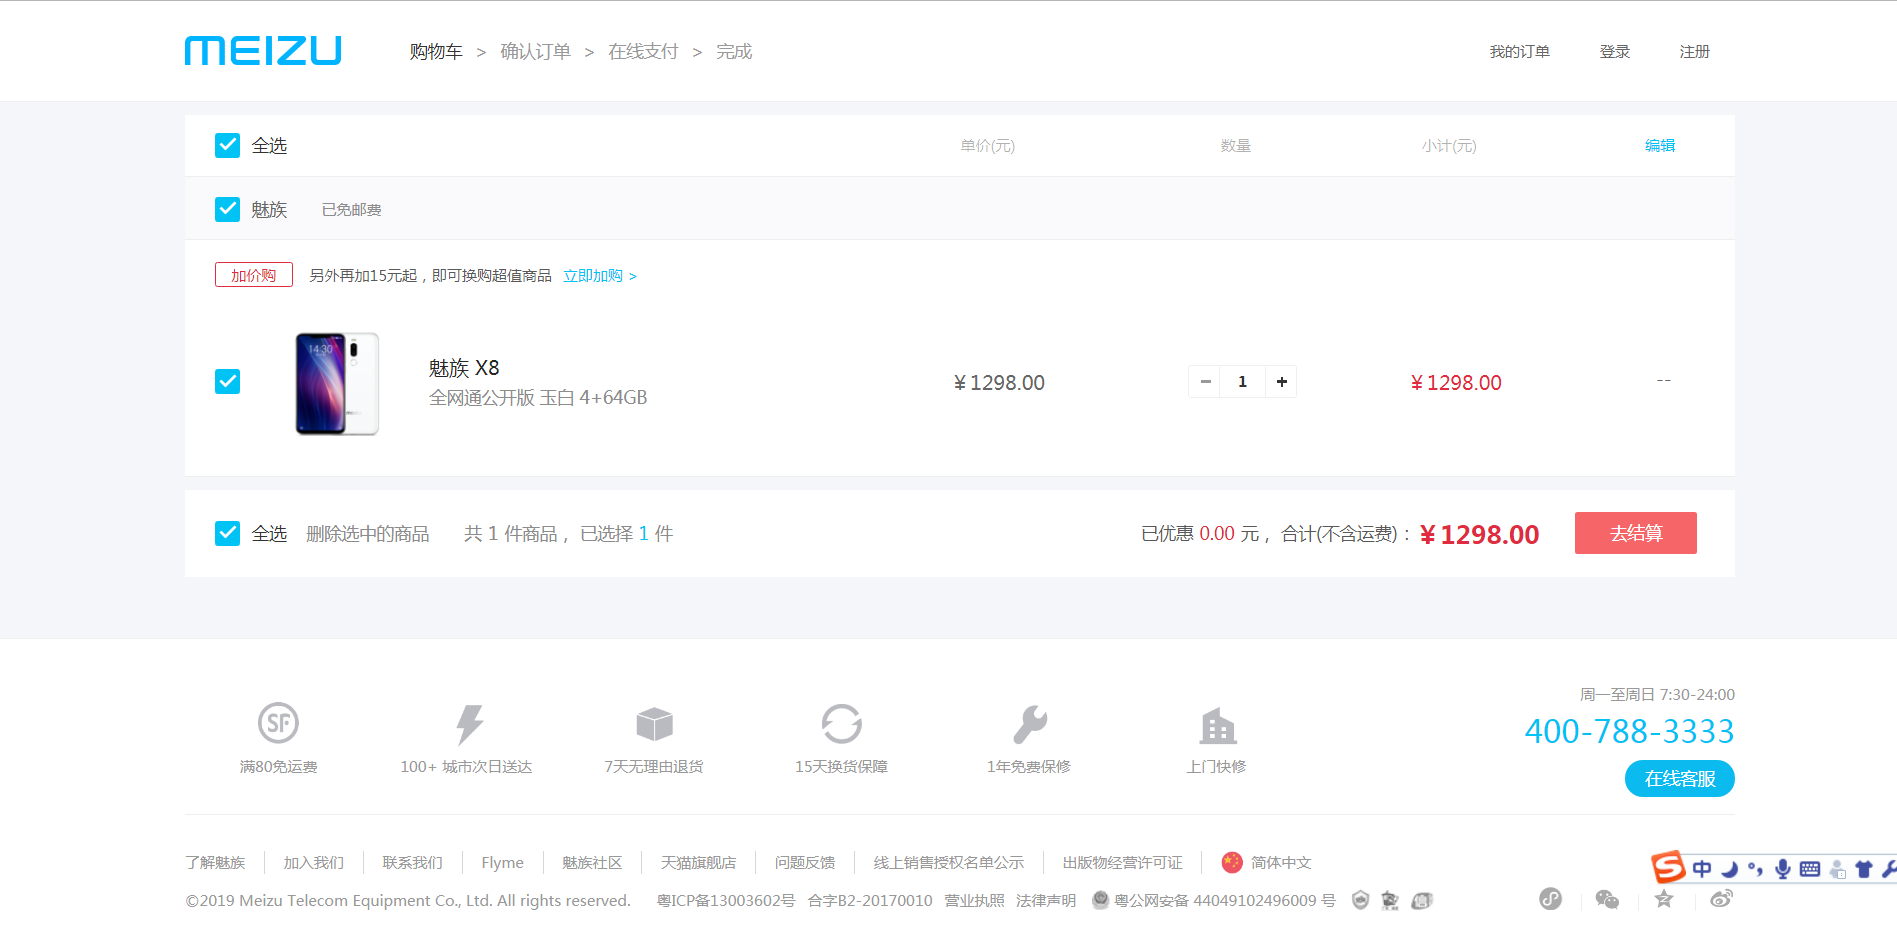 MEIZU 购物车 > 确认订单 > 在线支付 > 完成 我的订单 登录 注册
全选 单价(元) 数量 小计(元) 编辑
魅族 已免邮费
加价购 另外再加15元起，即可换购超值商品 立即加购 >
14:30
魅族 X8
全网通公开版 玉白 4+64GB
¥1298.00 − 1 + ¥1298.00 --
全选 删除选中的商品 共 1 件商品， 已选择 1 件 已优惠 0.00 元， 合计(不含运费)： ¥1298.00 去结算
周一至周日 7:30-24:00
400-788-3333
在线客服
SF
满80免运费 100+ 城市次日送达 7天无理由退货 15天换货保障 1年免费保修 上门快修
了解魅族 加入我们 联系我们 Flyme 魅族社区 天猫旗舰店 问题反馈 线上销售授权名单公示 出版物经营许可证 简体中文
S 中
©2019 Meizu Telecom Equipment Co., Ltd. All rights reserved. 粤ICP备13003602号 合字B2-20170010 营业执照 法律声明 粤公网安备 44049102496009 号